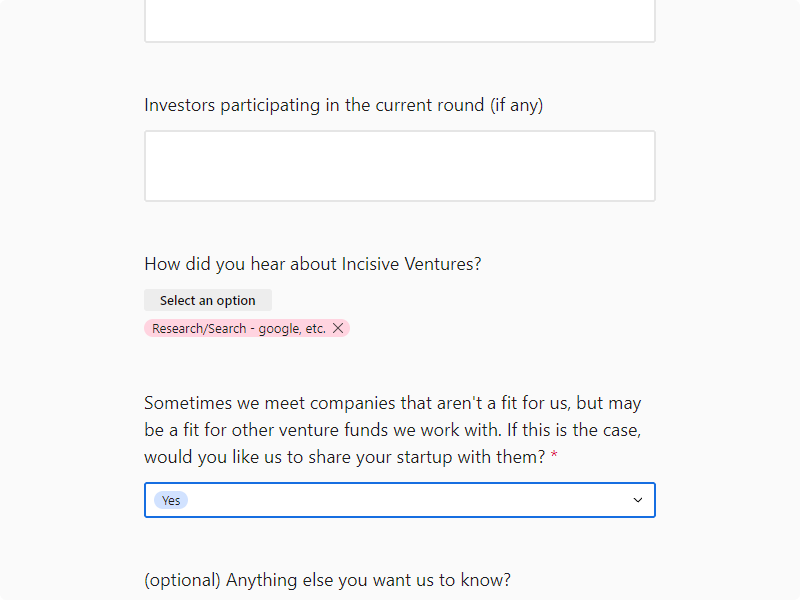 Investors participating in the current round (if any)
How did you hear about Incisive Ventures?
Select an option
Research/Search - google, etc.
Sometimes we meet companies that aren't a fit for us, but may
be a fit for other venture funds we work with. If this is the case,
would you like us to share your startup with them? *
Yes
(optional) Anything else you want us to know?